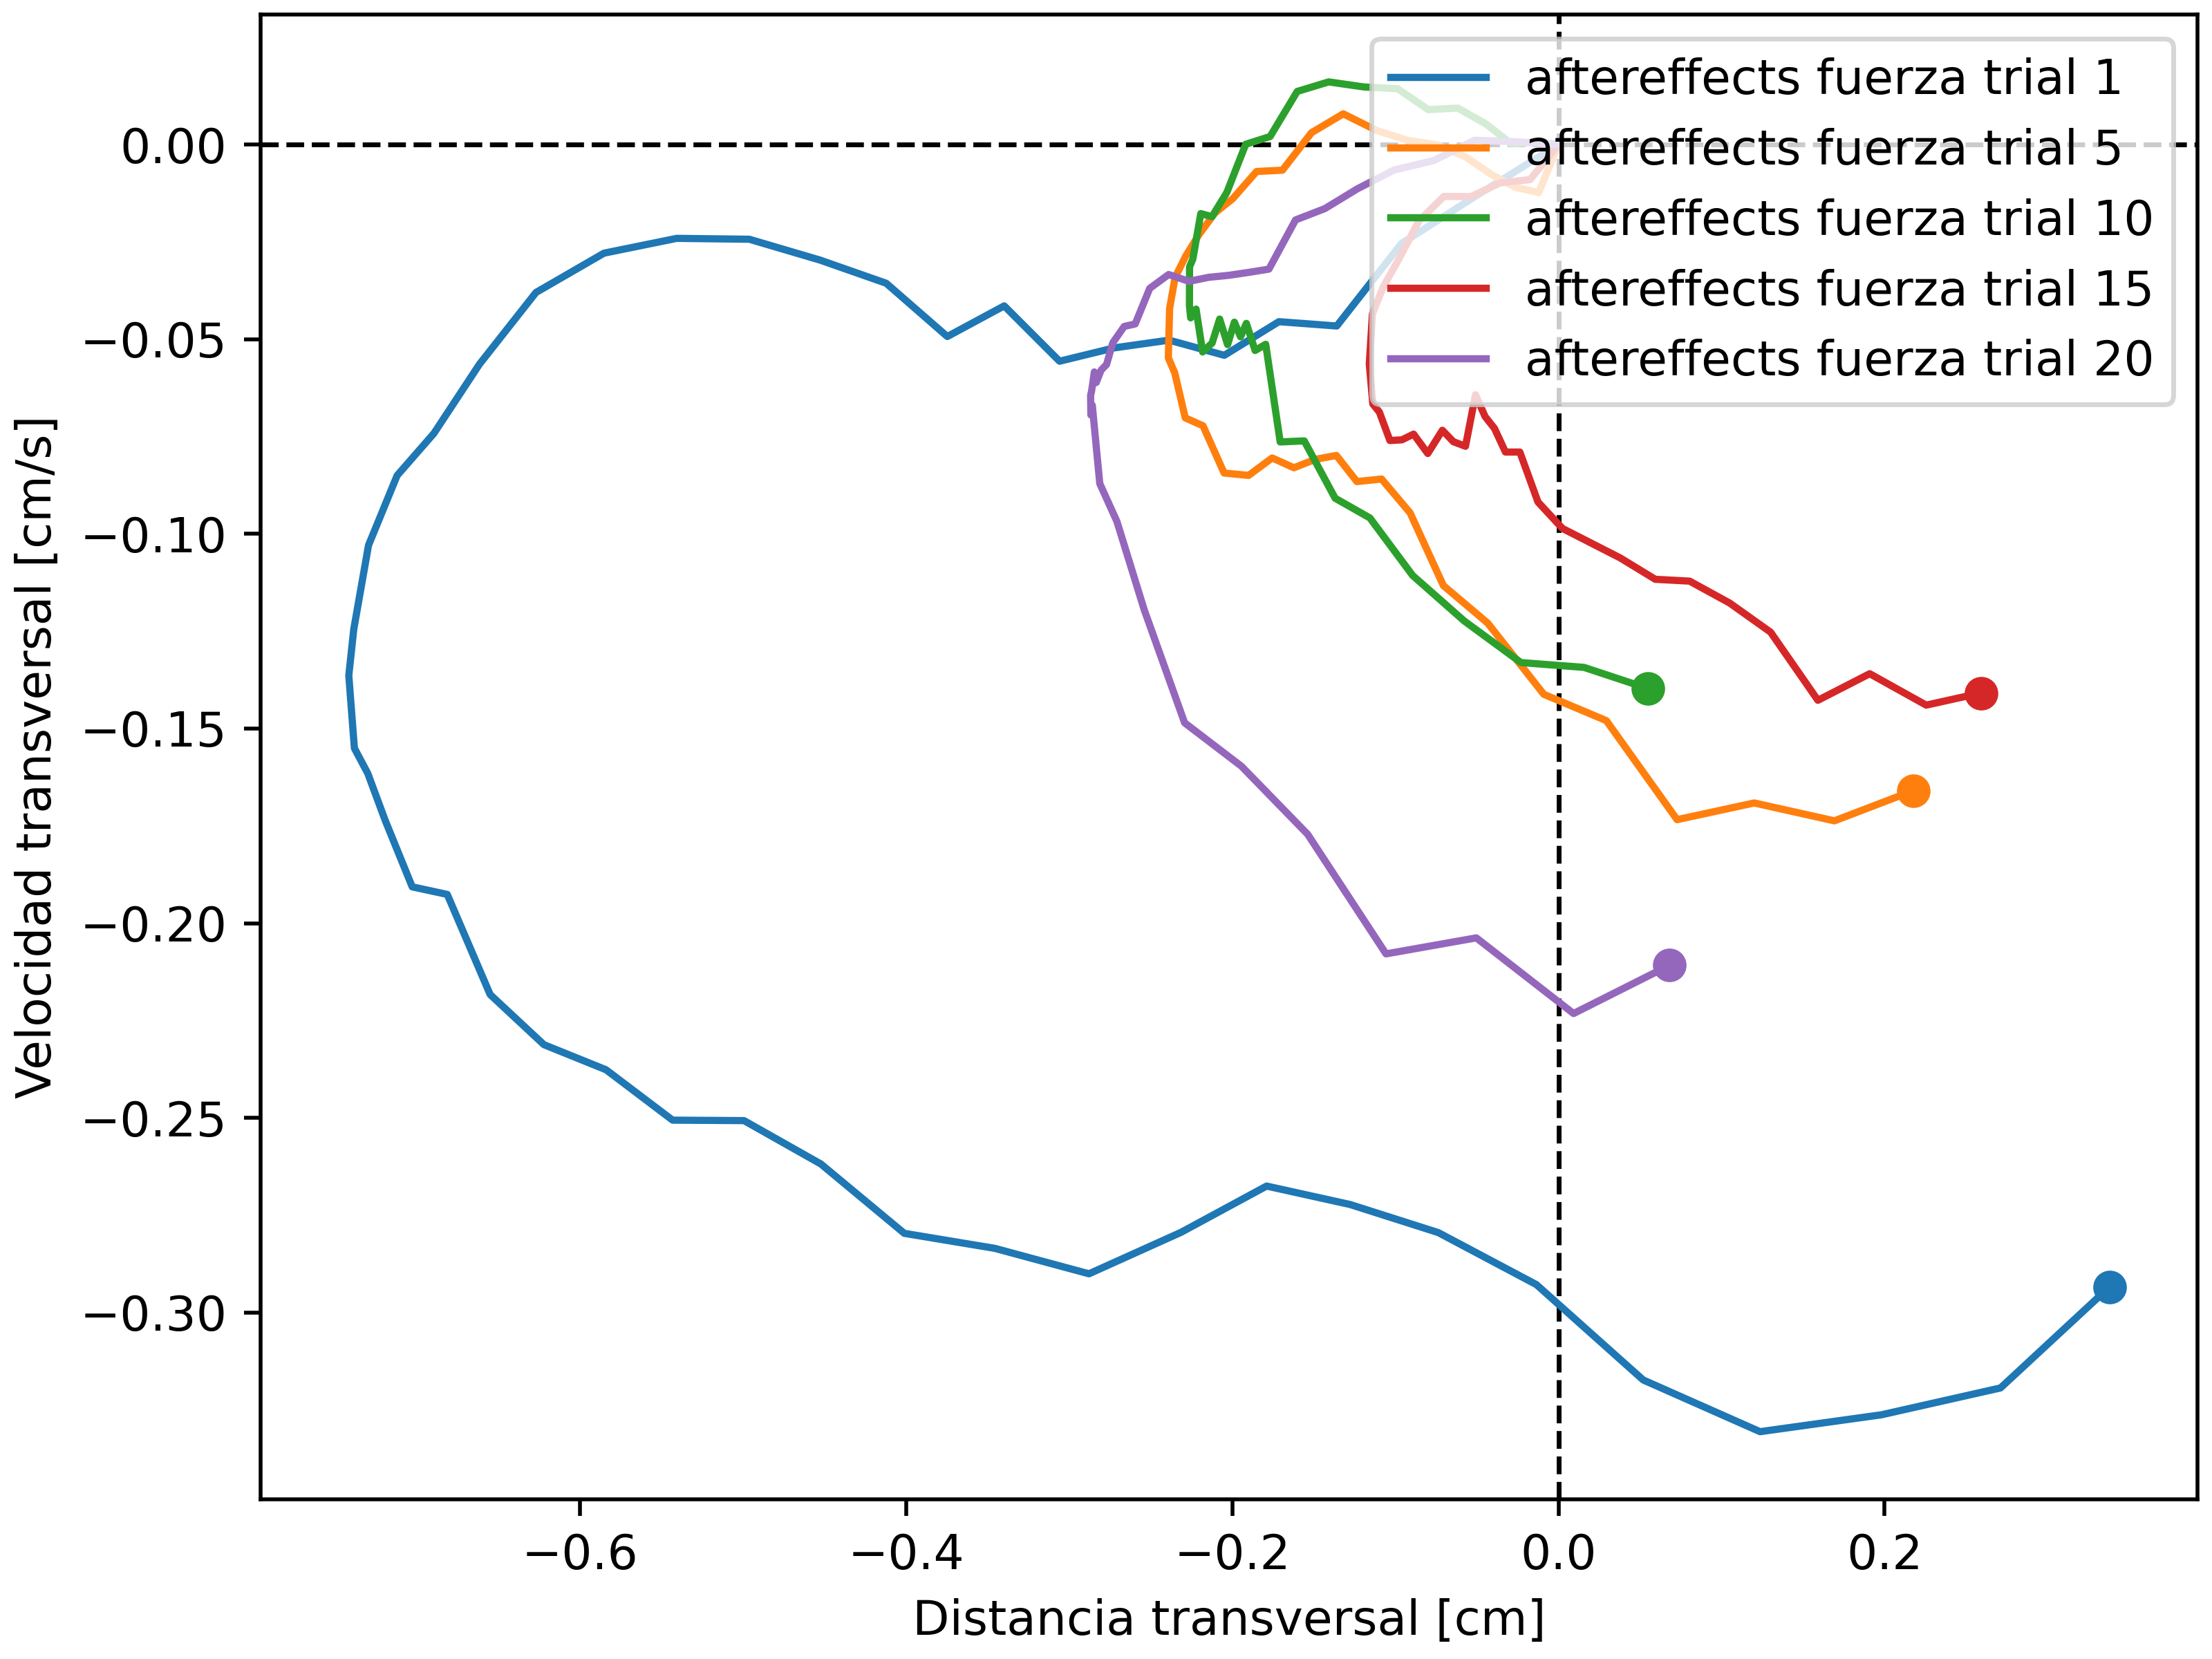 aftereffects fuerza trial 1
aftereffects fuerza trial 5
aftereffects fuerza trial 10
aftereffects fuerza trial 15
aftereffects fuerza trial 20
0.00
−0.05
−0.10
−0.15
−0.20
−0.25
−0.30
Velocidad transversal [cm/s]
−0.6
−0.4
−0.2
0.0
0.2
Distancia transversal [cm]